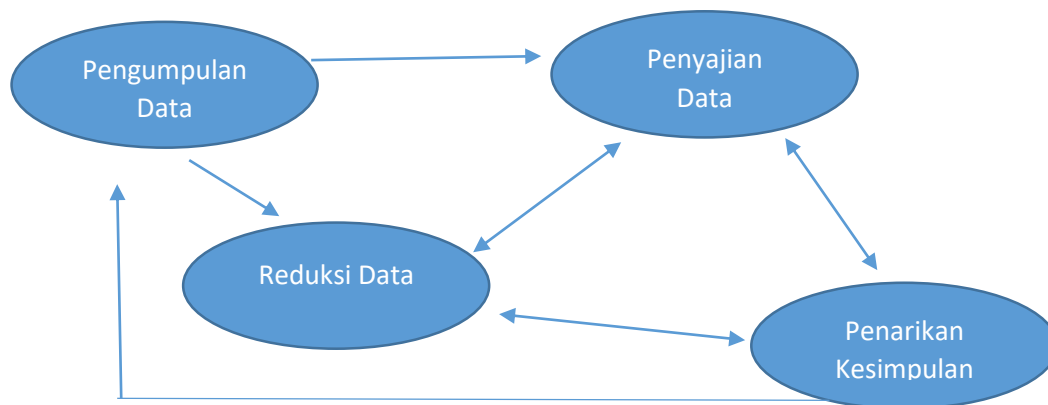 Pengumpulan
Data
Penyajian
Data
Reduksi Data
Penarikan
Kesimpulan